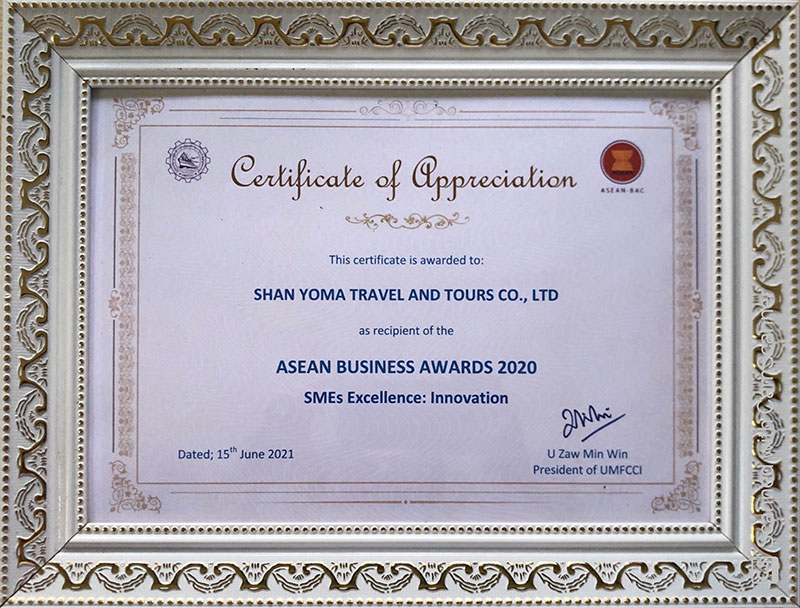 Certificate of Appreciation
ASEAN-BAC
This certificate is awarded to:
SHAN YOMA TRAVEL AND TOURS CO., LTD
as recipient of the
ASEAN BUSINESS AWARDS 2020
SMEs Excellence: Innovation
Dated; 15th June 2021
U Zaw Min Win
President of UMFCCI